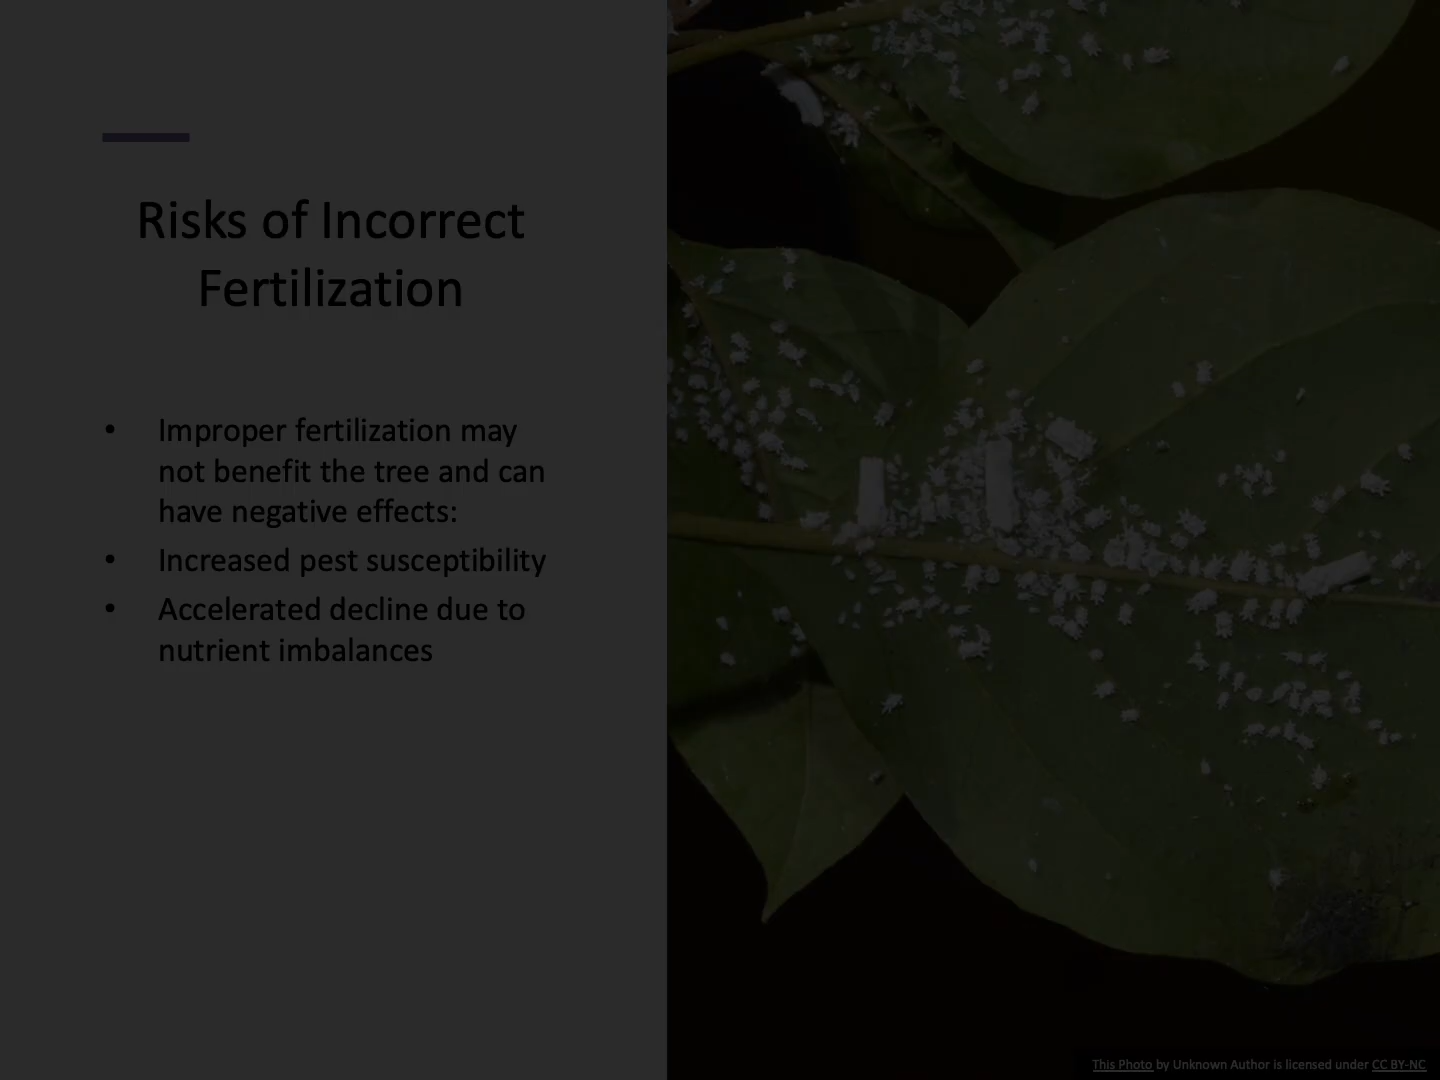 Risks of Incorrect
Fertilization
• Improper fertilization may
not benefit the tree and can
have negative effects:
• Increased pest susceptibility
• Accelerated decline due to
nutrient imbalances
This Photo by Unknown Author is licensed under CC BY-NC